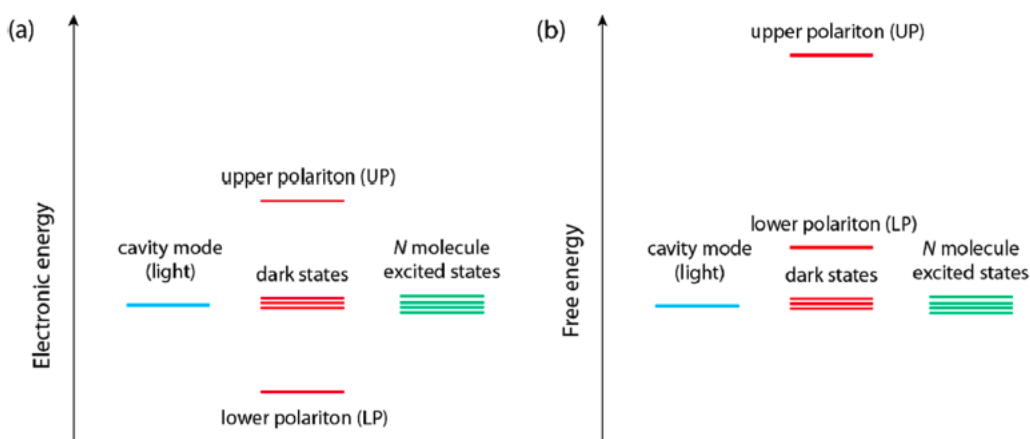 (a)
Electronic energy
upper polariton (UP)
cavity mode
(light)
dark states
N molecule
excited states
lower polariton (LP)
(b)
Free energy
upper polariton (UP)
lower polariton (LP)
cavity mode
(light)
dark states
N molecule
excited states